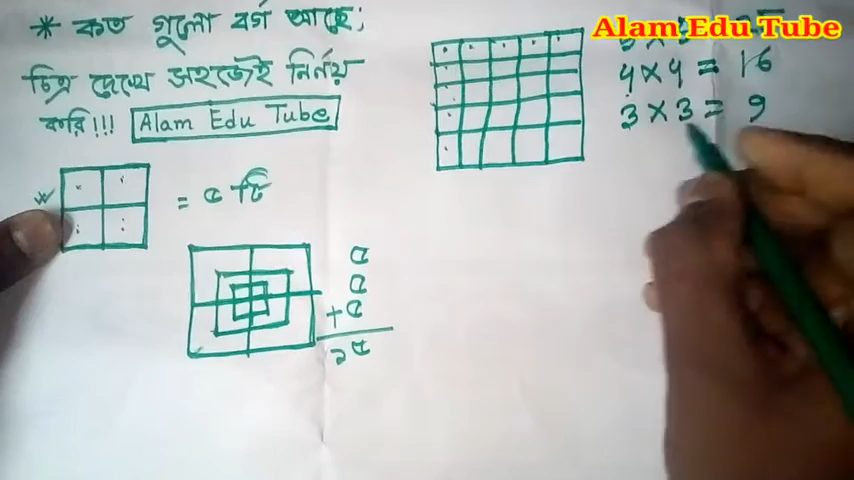 * কত গুলো বর্গ আছে;
চিত্র দেখে সহজেই নির্ণয়
করি!!! Alam Edu Tube
= ৫ টি
৫
৫
+ ৫
১৫
Alam Edu Tube
4 × 4 = 16
3 × 3 = 9